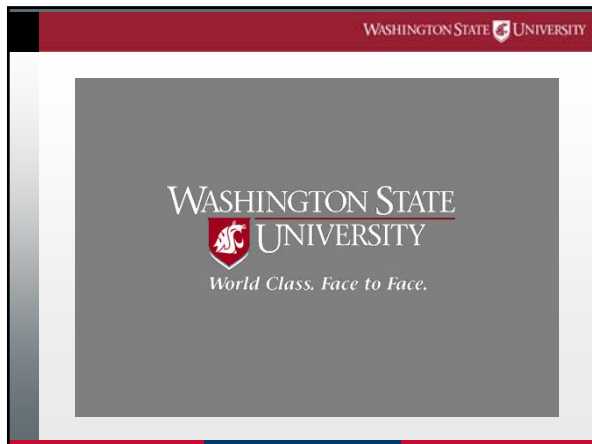 WASHINGTON STATE UNIVERSITY
WASHINGTON STATE
UNIVERSITY
World Class. Face to Face.